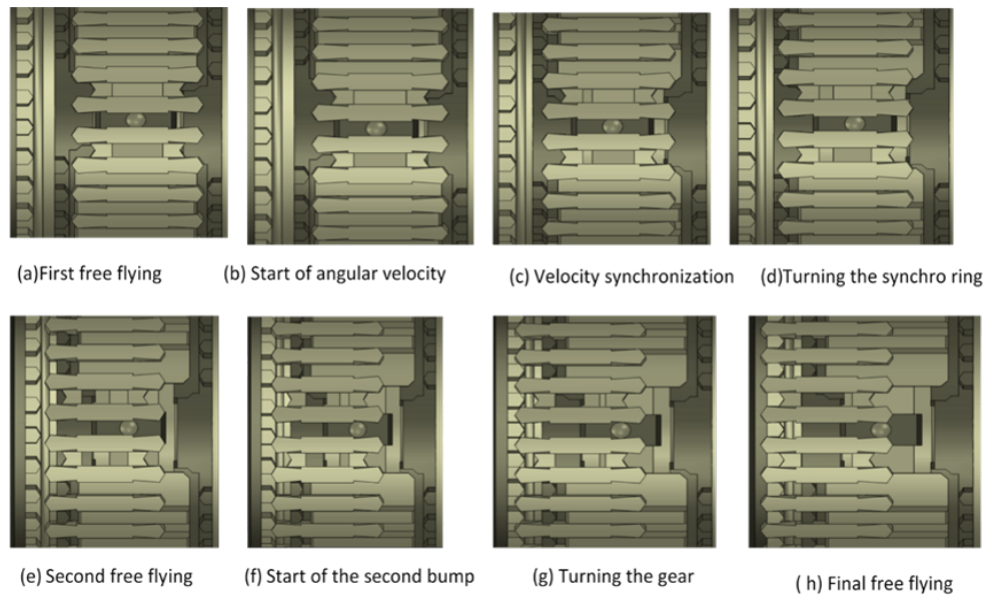 (a)First free flying
(b) Start of angular velocity
(c) Velocity synchronization
(d)Turning the synchro ring
(e) Second free flying
(f) Start of the second bump
(g) Turning the gear
( h) Final free flying